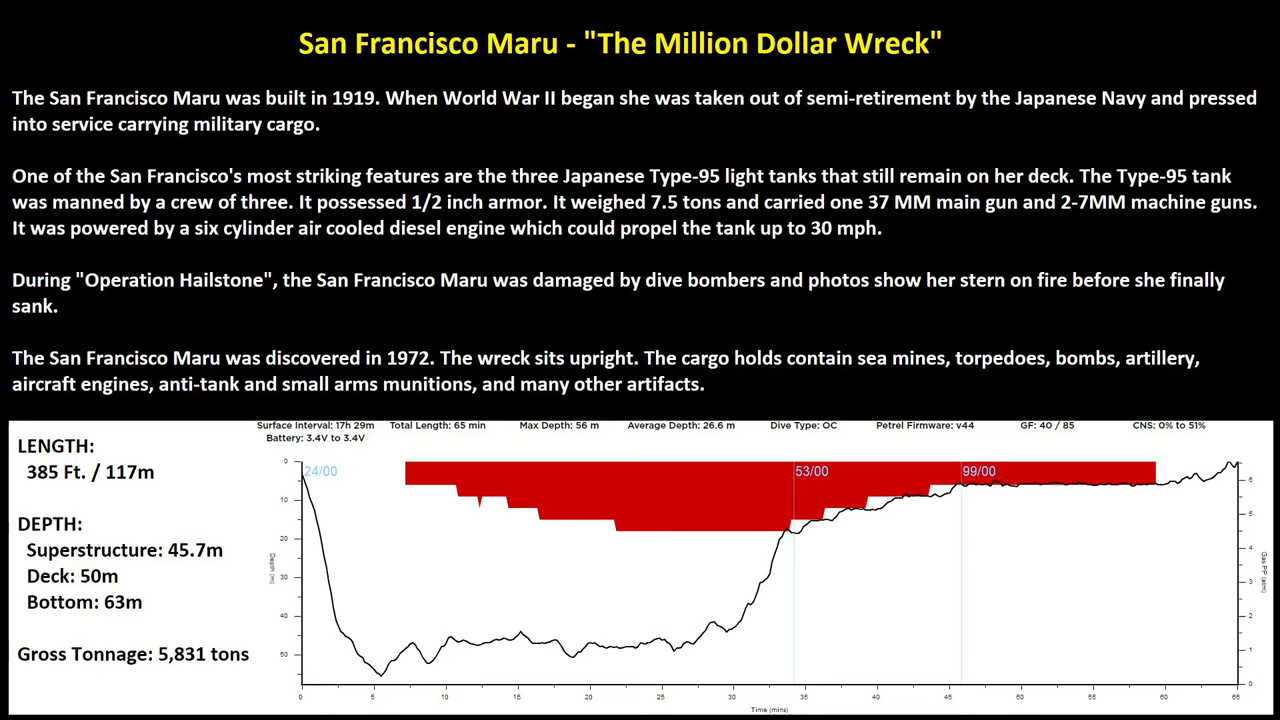 San Francisco Maru - "The Million Dollar Wreck"
The San Francisco Maru was built in 1919. When World War II began she was taken out of semi-retirement by the Japanese Navy and pressed
into service carrying military cargo.
One of the San Francisco's most striking features are the three Japanese Type-95 light tanks that still remain on her deck. The Type-95 tank
was manned by a crew of three. It possessed 1/2 inch armor. It weighed 7.5 tons and carried one 37 MM main gun and 2-7MM machine guns.
It was powered by a six cylinder air cooled diesel engine which could propel the tank up to 30 mph.
During "Operation Hailstone", the San Francisco Maru was damaged by dive bombers and photos show her stern on fire before she finally
sank.
The San Francisco Maru was discovered in 1972. The wreck sits upright. The cargo holds contain sea mines, torpedoes, bombs, artillery,
aircraft engines, anti-tank and small arms munitions, and many other artifacts.
LENGTH:
385 Ft. / 117m
DEPTH:
Superstructure: 45.7m
Deck: 50m
Bottom: 63m
Gross Tonnage: 5,831 tons
Surface Interval: 17h 29m Total Length: 65 min Max Depth: 56 m Average Depth: 26.6 m Dive Type: OC Petrel Firmware: v44 GF: 40 / 85 CNS: 0% to 51%
Battery: 3.4V to 3.4V
24/00 53/00 99/00
0
10
20
30
40
50
Depth (m)
6
5
4
3
2
1
0
Gas PP (atm)
0 5 10 15 20 25 30 35 40 45 50 55 60 65
Time (mins)